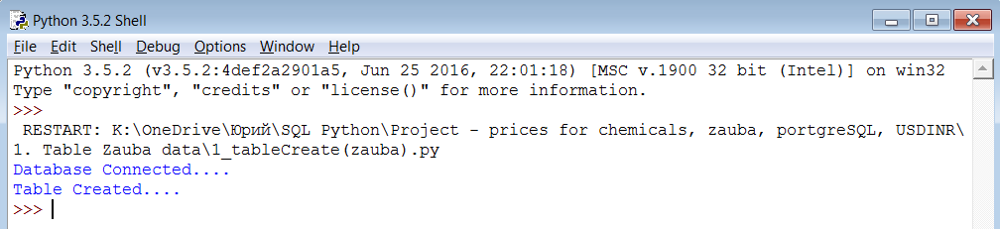 Python 3.5.2 Shell
File Edit Shell Debug Options Window Help
Python 3.5.2 (v3.5.2:4def2a2901a5, Jun 25 2016, 22:01:18) [MSC v.1900 32 bit (Intel)] on win32
Type "copyright", "credits" or "license()" for more information.
>>>
RESTART: K:\OneDrive\Юрий\SQL Python\Project - prices for chemicals, zauba, portgreSQL, USDINR\
1. Table Zauba data\1_tableCreate(zauba).py
Database Connected....
Table Created....
>>>